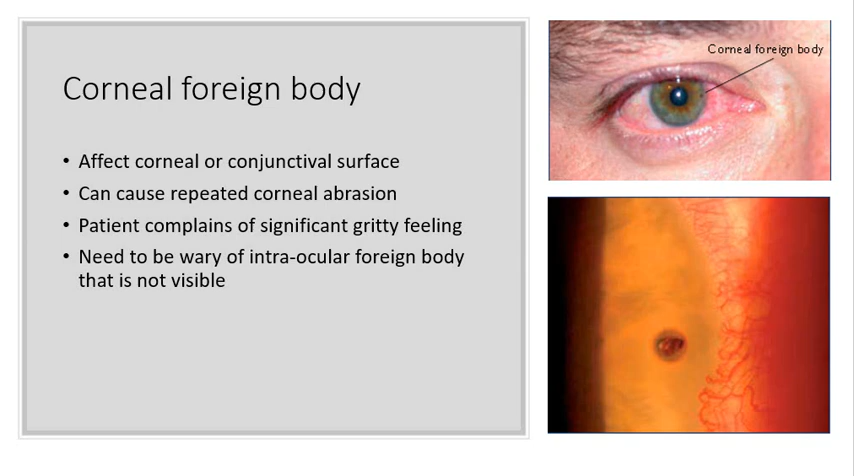 Corneal foreign body
• Affect corneal or conjunctival surface
• Can cause repeated corneal abrasion
• Patient complains of significant gritty feeling
• Need to be wary of intra-ocular foreign body
that is not visible
Corneal foreign body